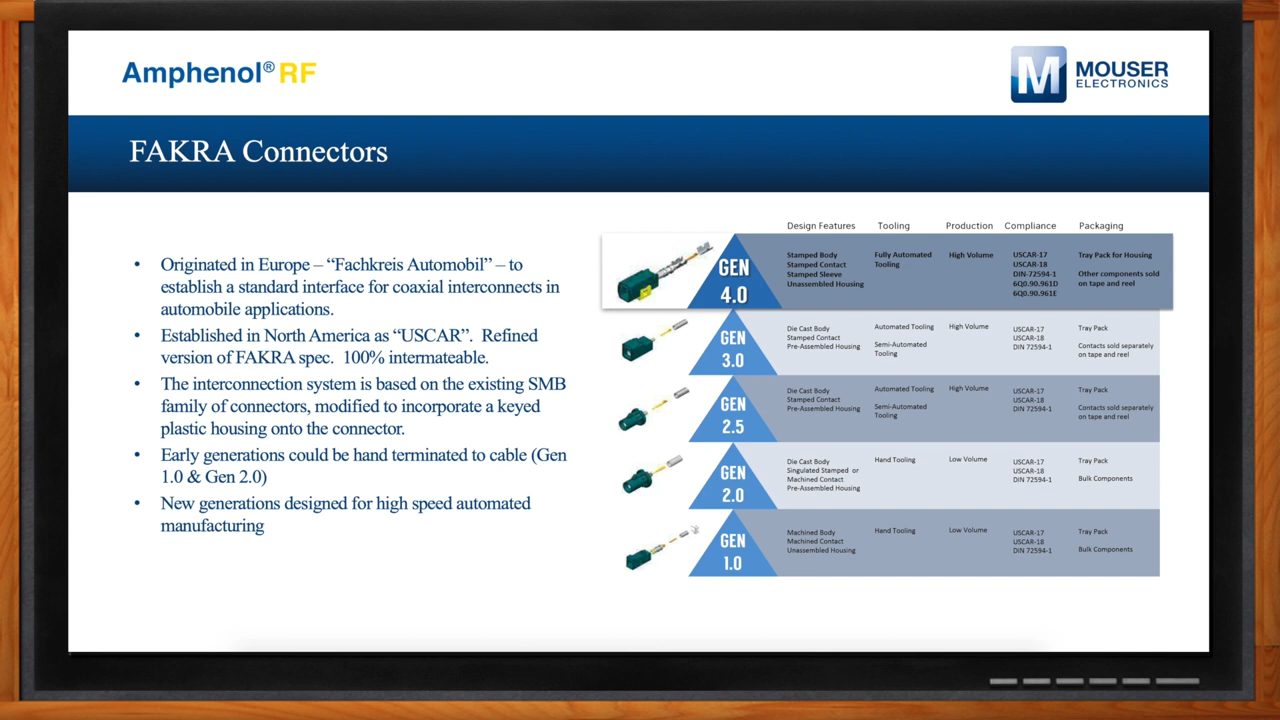 Amphenol® RF
M MOUSER
ELECTRONICS
FAKRA Connectors
• Originated in Europe – “Fachkreis Automobil” – to
establish a standard interface for coaxial interconnects in
automobile applications.
• Established in North America as “USCAR”. Refined
version of FAKRA spec. 100% intermateable.
• The interconnection system is based on the existing SMB
family of connectors, modified to incorporate a keyed
plastic housing onto the connector.
• Early generations could be hand terminated to cable (Gen
1.0 & Gen 2.0)
• New generations designed for high speed automated
manufacturing
Design Features Tooling Production Compliance Packaging
GEN
4.0
Stamped Body
Stamped Contact
Stamped Sleeve
Unassembled Housing
Fully Automated
Tooling
High Volume
USCAR-17
USCAR-18
DIN-72594-1
6Q0.90.961D
6Q0.90.961E
Tray Pack for Housing
Other components sold
on tape and reel
GEN
3.0
Die Cast Body
Stamped Contact
Pre-Assembled Housing
Automated Tooling
Semi-Automated
Tooling
High Volume
USCAR-17
USCAR-18
DIN 72594-1
Tray Pack
Contacts sold separately
on tape and reel
GEN
2.5
Die Cast Body
Stamped Contact
Pre-Assembled Housing
Automated Tooling
Semi-Automated
Tooling
High Volume
USCAR-17
USCAR-18
DIN 72594-1
Tray Pack
Contacts sold separately
on tape and reel
GEN
2.0
Die Cast Body
Singulated Stamped or
Machined Contact
Pre-Assembled Housing
Hand Tooling
Low Volume
USCAR-17
USCAR-18
DIN 72594-1
Tray Pack
Bulk Components
GEN
1.0
Machined Body
Machined Contact
Unassembled Housing
Hand Tooling
Low Volume
USCAR-17
USCAR-18
DIN 72594-1
Tray Pack
Bulk Components